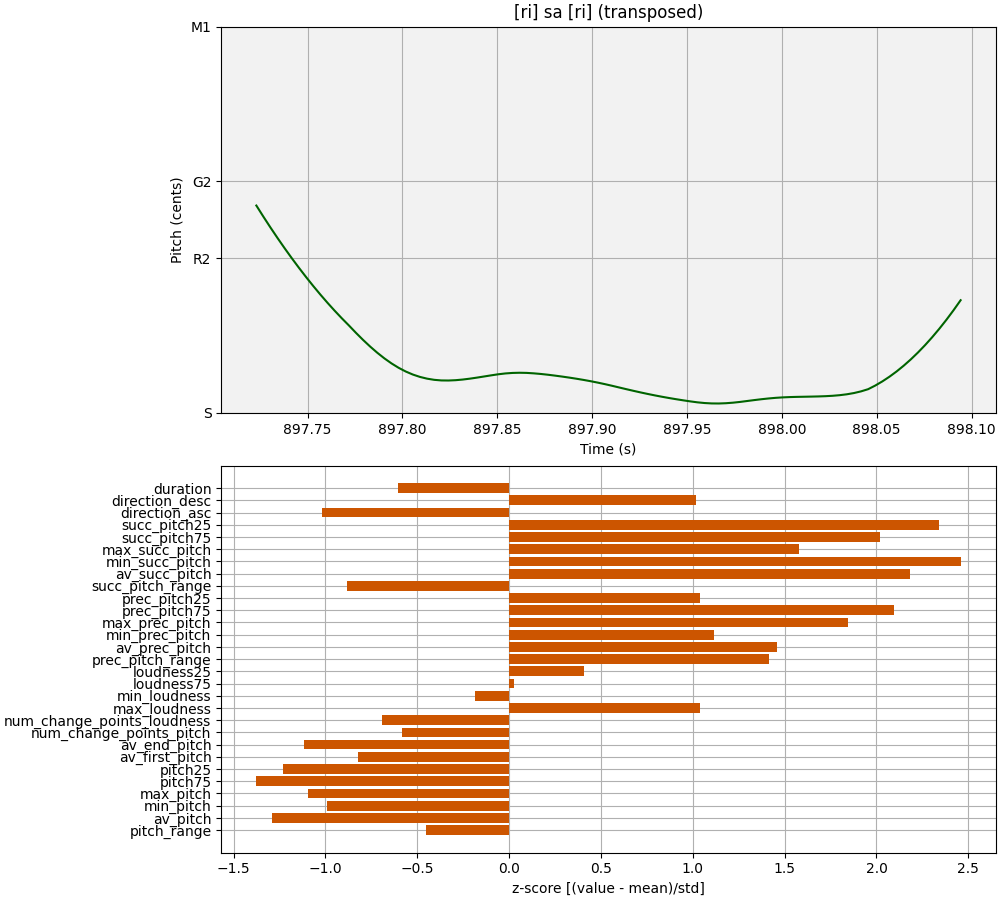 [ri] sa [ri] (transposed)
M1
G2
R2
S
Pitch (cents)
897.75 897.80 897.85 897.90 897.95 898.00 898.05 898.10
Time (s)
duration
direction_desc
direction_asc
succ_pitch25
succ_pitch75
max_succ_pitch
min_succ_pitch
av_succ_pitch
succ_pitch_range
prec_pitch25
prec_pitch75
max_prec_pitch
min_prec_pitch
av_prec_pitch
prec_pitch_range
loudness25
loudness75
min_loudness
max_loudness
num_change_points_loudness
num_change_points_pitch
av_end_pitch
av_first_pitch
pitch25
pitch75
max_pitch
min_pitch
av_pitch
pitch_range
−1.5 −1.0 −0.5 0.0 0.5 1.0 1.5 2.0 2.5
z-score [(value - mean)/std]